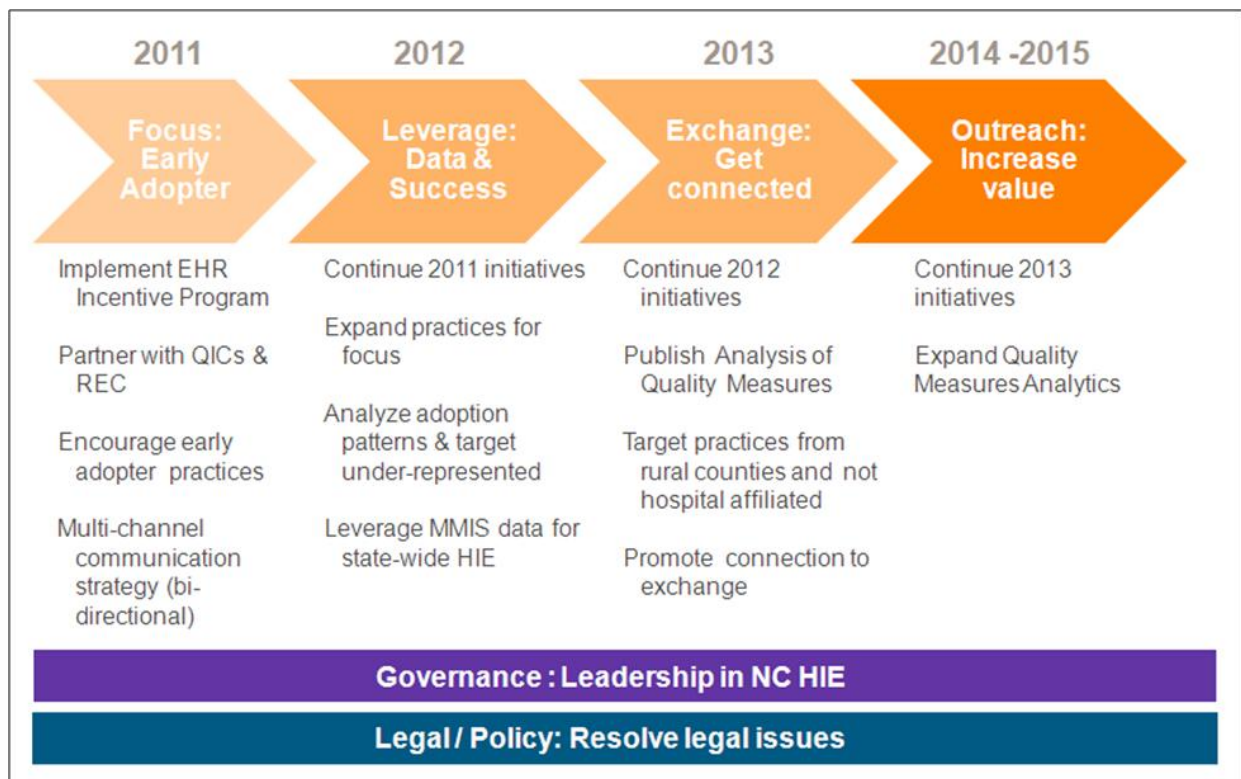 2011
2012
2013
2014 -2015
Focus:
Early
Adopter
Leverage:
Data &
Success
Exchange:
Get
connected
Outreach:
Increase
value
Implement EHR
Incentive Program
Partner with QICs &
REC
Encourage early
adopter practices
Multi-channel
communication
strategy (bi-
directional)
Continue 2011 initiatives
Expand practices for
focus
Analyze adoption
patterns & target
under-represented
Leverage MMIS data for
state-wide HIE
Continue 2012
initiatives
Publish Analysis of
Quality Measures
Target practices from
rural counties and not
hospital affiliated
Promote connection to
exchange
Continue 2013
initiatives
Expand Quality
Measures Analytics
Governance : Leadership in NC HIE
Legal / Policy: Resolve legal issues